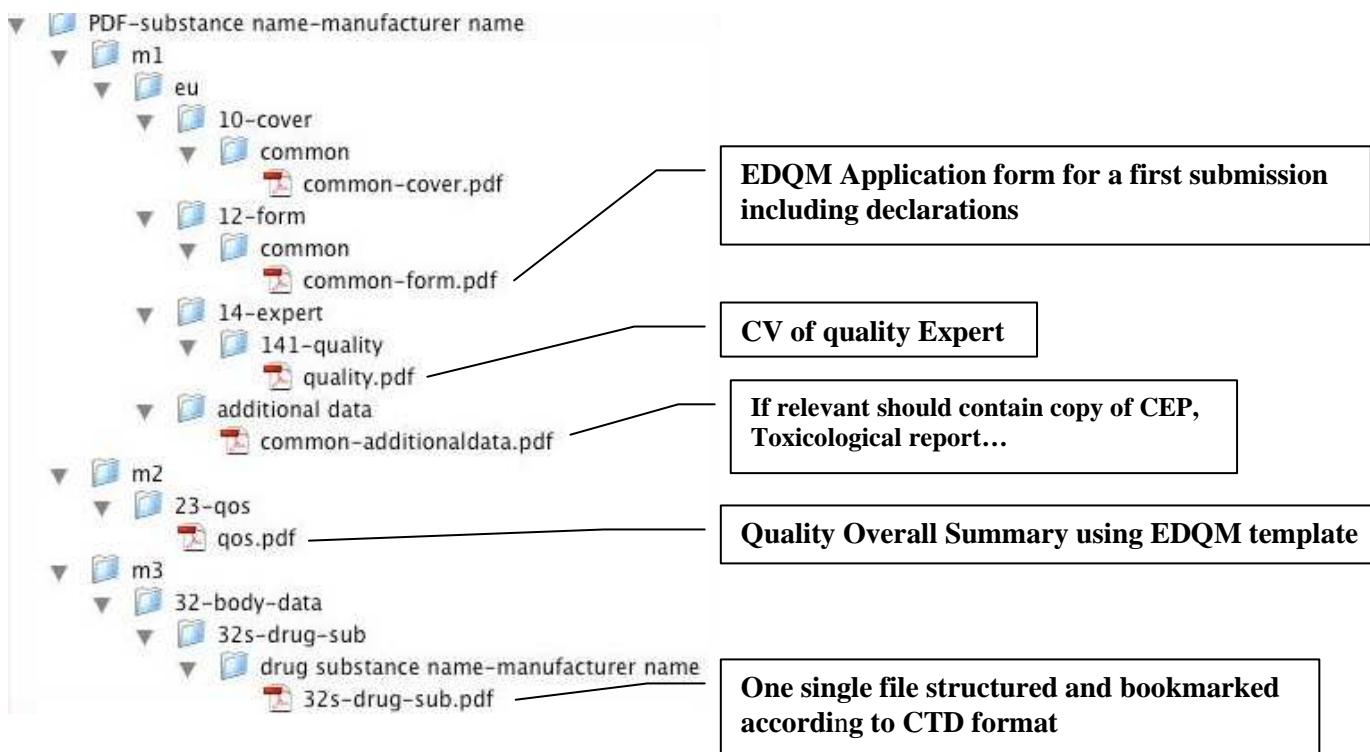 PDF-substance name-manufacturer name
m1
eu
10-cover
common
common-cover.pdf
12-form
common
common-form.pdf
14-expert
141-quality
quality.pdf
additional data
common-additionaldata.pdf
m2
23-qos
qos.pdf
m3
32-body-data
32s-drug-sub
drug substance name-manufacturer name
32s-drug-sub.pdf
EDQM Application form for a first submission
including declarations
CV of quality Expert
If relevant should contain copy of CEP,
Toxicological report…
Quality Overall Summary using EDQM template
One single file structured and bookmarked
according to CTD format